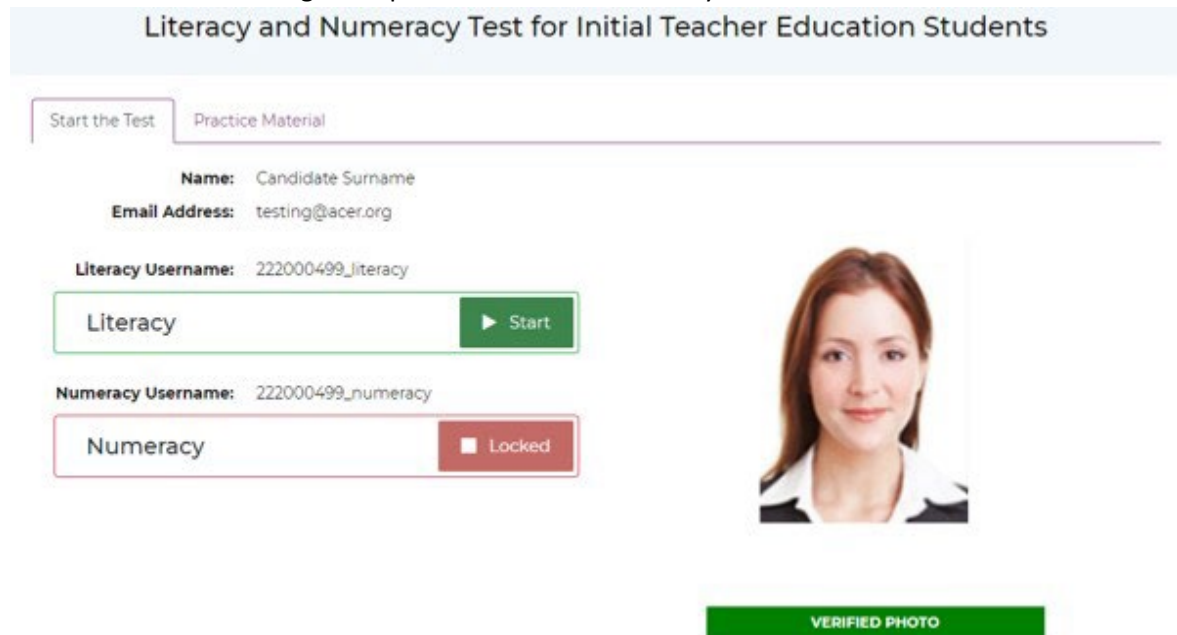 Literacy and Numeracy Test for Initial Teacher Education Students
Start the Test Practice Material
Name: Candidate Surname
Email Address: testing@acer.org
Literacy Username: 222000499_literacy
Literacy Start
Numeracy Username: 222000499_numeracy
Numeracy Locked
VERIFIED PHOTO